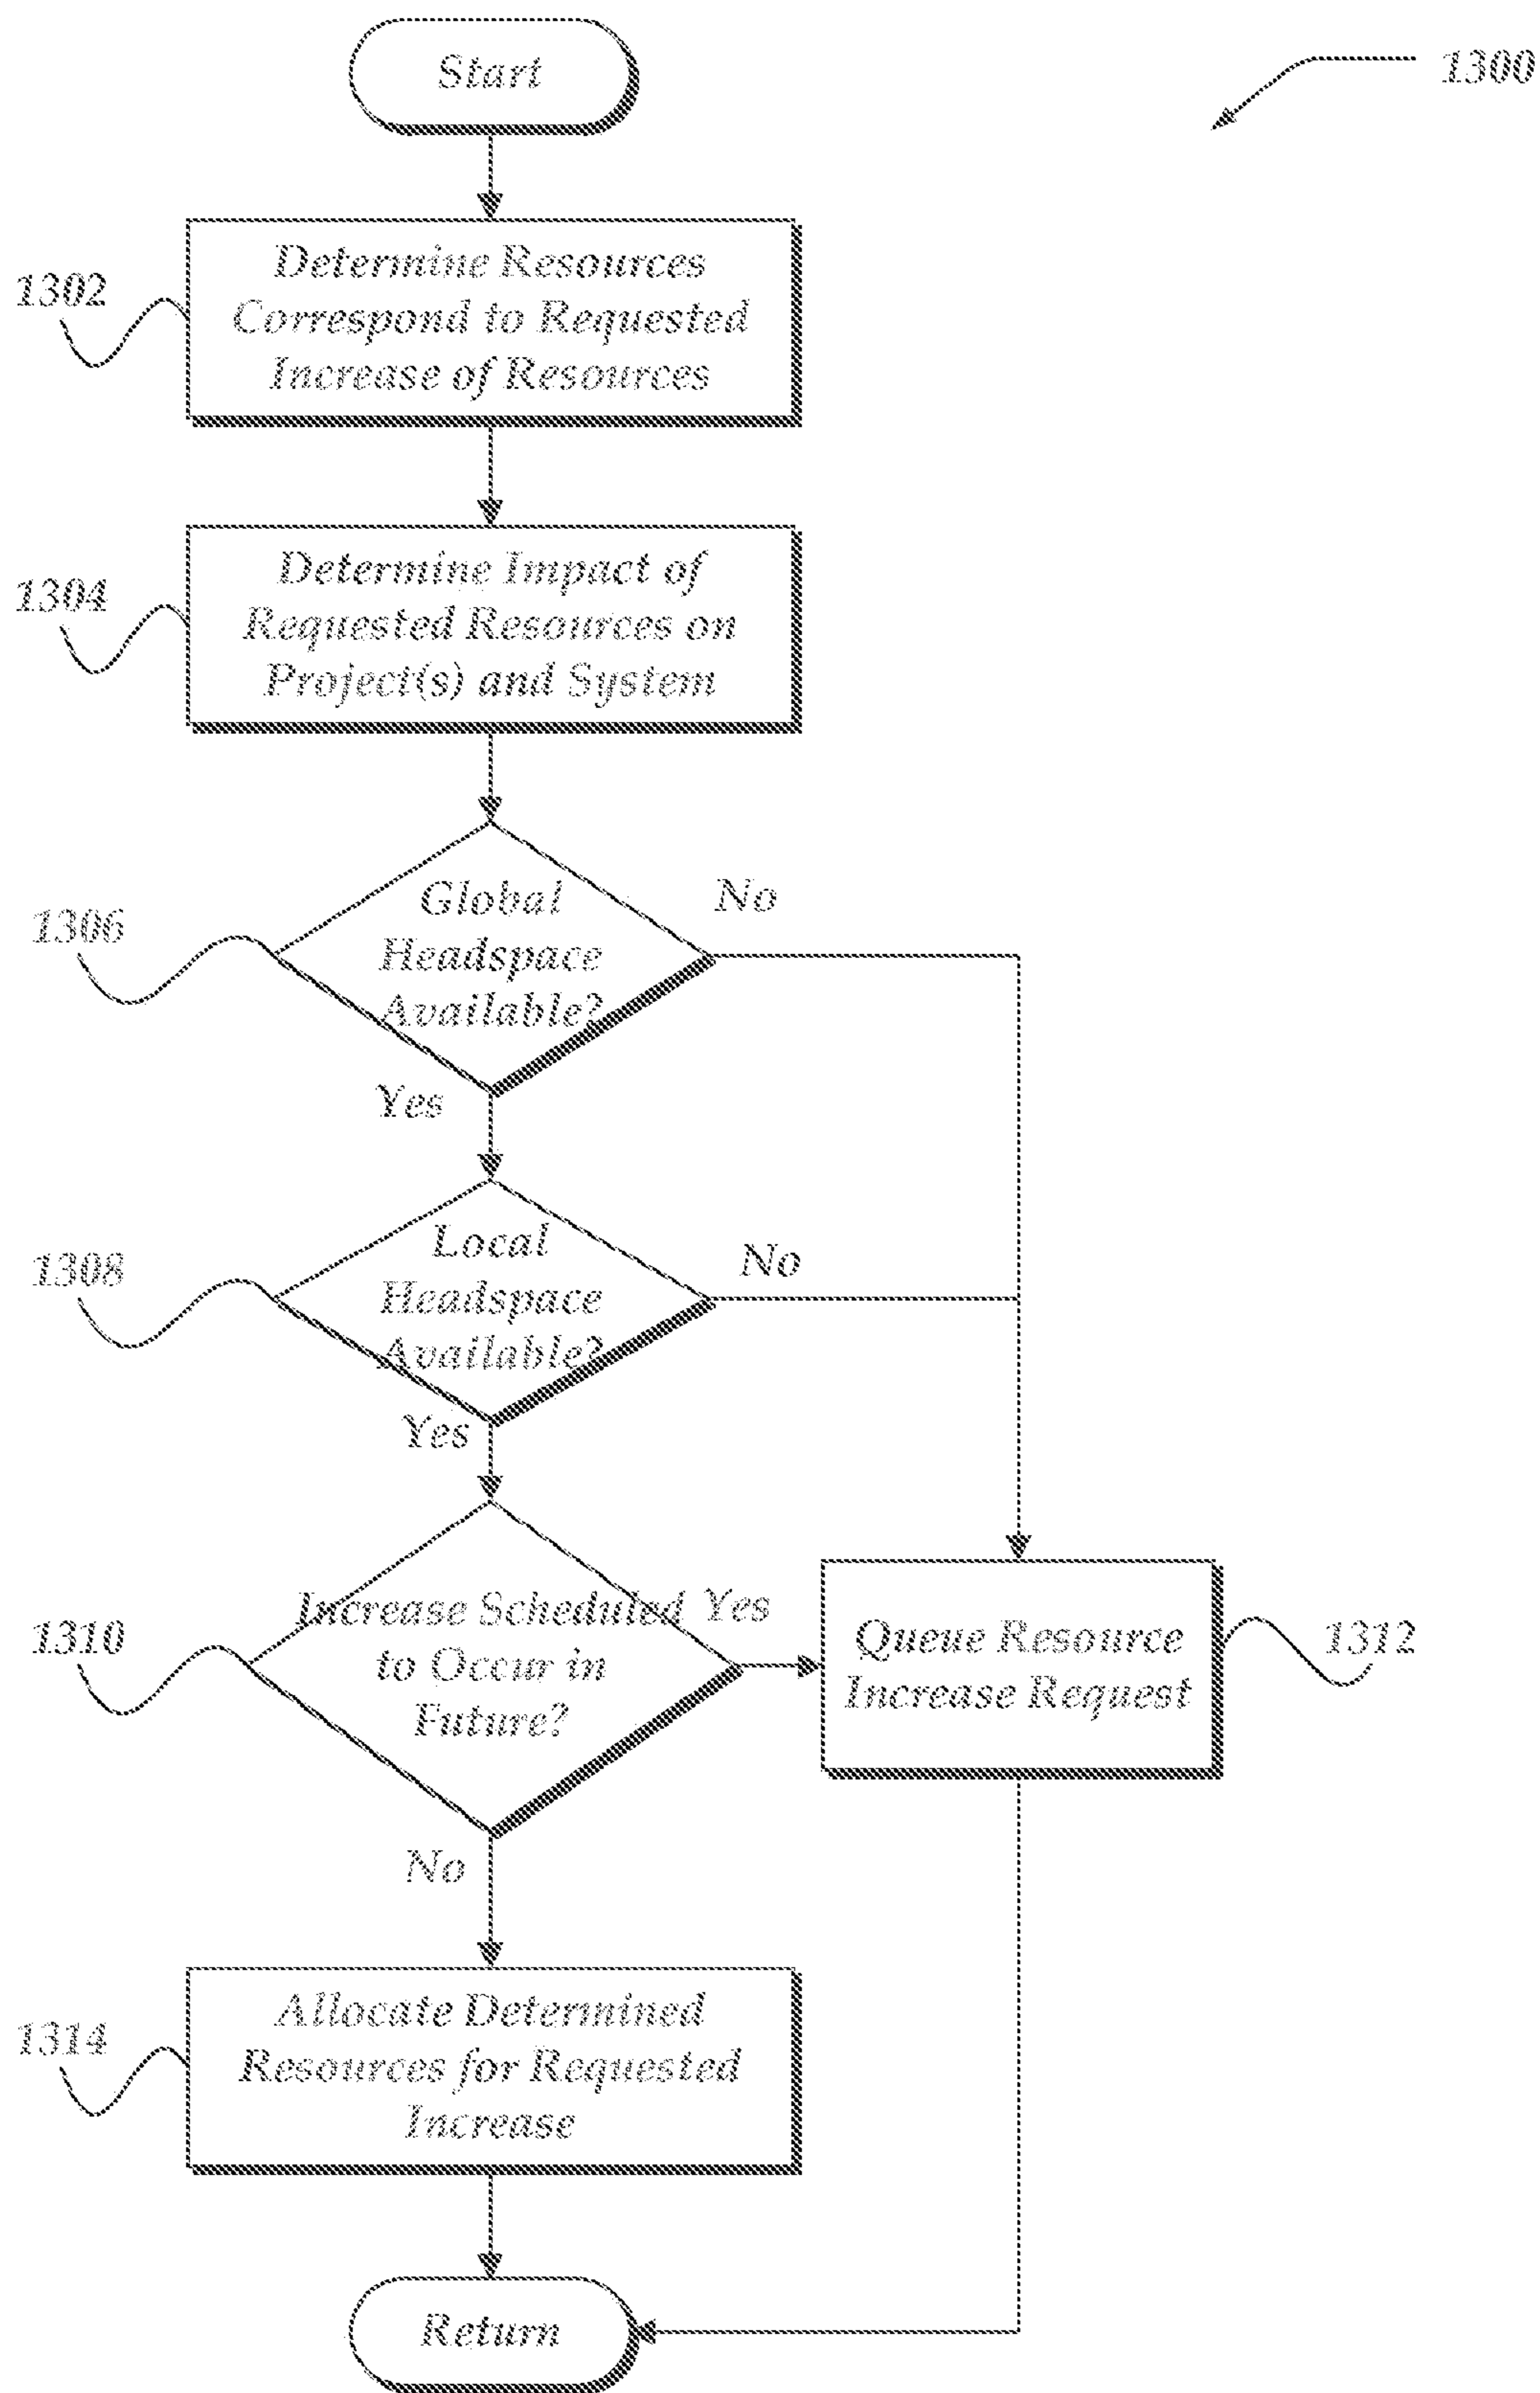 Start
1300
Determine Resources
Correspond to Requested
Increase of Resources
1302
Determine Impact of
Requested Resources on
Project(s) and System
1304
Global
Headspace
Available?
No
1306
Yes
Local
Headspace
Available?
No
1308
Yes
Increase Scheduled
to Occur in
Future?
Yes
1310
Queue Resource
Increase Request
1312
No
Allocate Determined
Resources for Requested
Increase
1314
Return